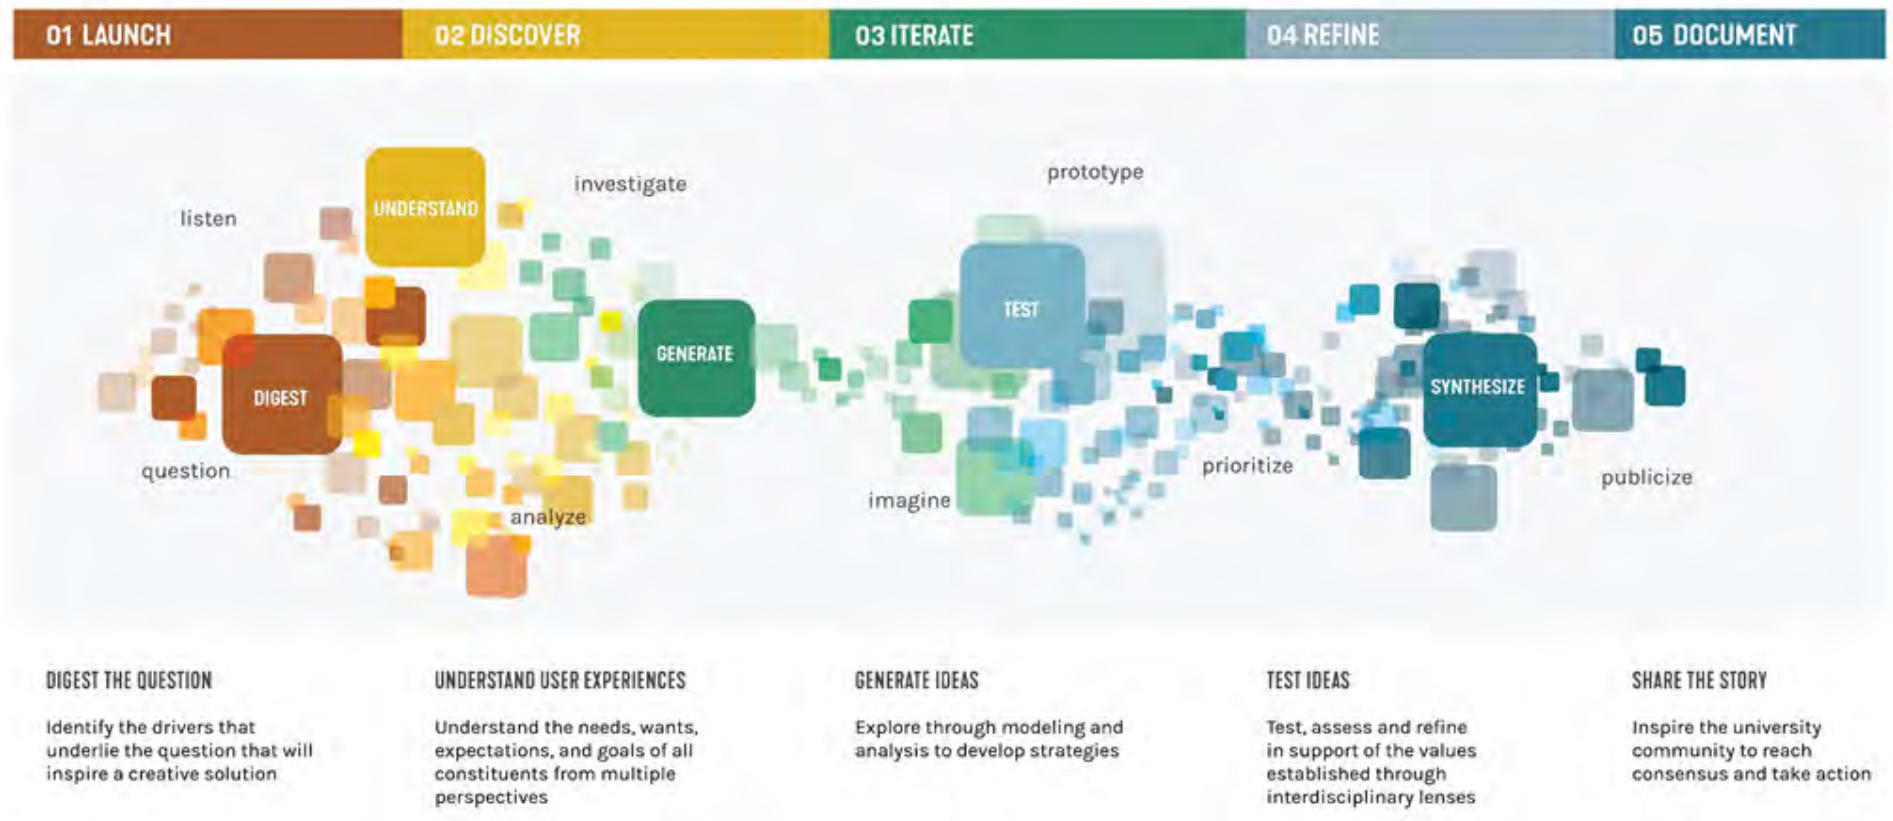 01 LAUNCH
02 DISCOVER
03 ITERATE
04 REFINE
05 DOCUMENT
UNDERSTAND
investigate
listen
prototype
TEST
GENERATE
DIGEST
SYNTHESIZE
question
analyze
imagine
prioritize
publicize
DIGEST THE QUESTION
Identify the drivers that
underlie the question that will
inspire a creative solution
UNDERSTAND USER EXPERIENCES
Understand the needs, wants,
expectations, and goals of all
constituents from multiple
perspectives
GENERATE IDEAS
Explore through modeling and
analysis to develop strategies
TEST IDEAS
Test, assess and refine
in support of the values
established through
interdisciplinary lenses
SHARE THE STORY
Inspire the university
community to reach
consensus and take action